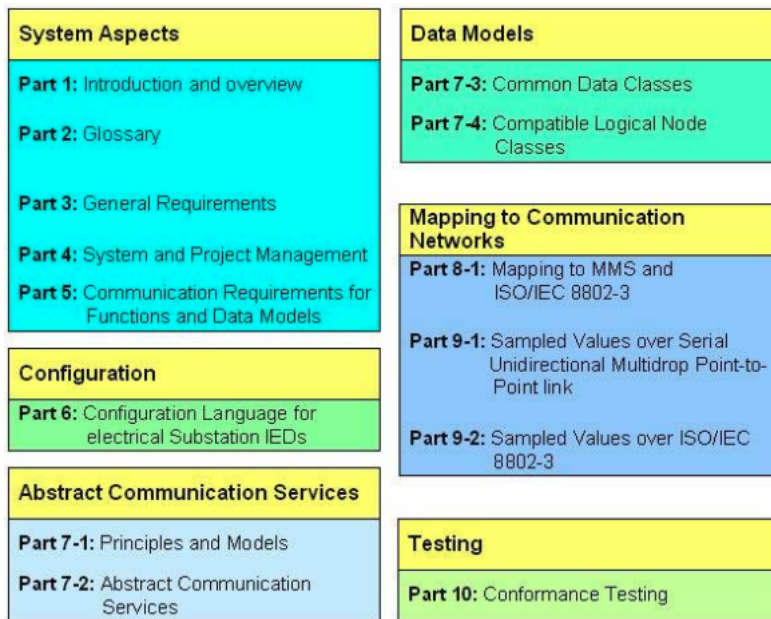 System Aspects
Part 1: Introduction and overview
Part 2: Glossary
Part 3: General Requirements
Part 4: System and Project Management
Part 5: Communication Requirements for
Functions and Data Models
Configuration
Part 6: Configuration Language for
electrical Substation IEDs
Abstract Communication Services
Part 7-1: Principles and Models
Part 7-2: Abstract Communication
Services
Data Models
Part 7-3: Common Data Classes
Part 7-4: Compatible Logical Node
Classes
Mapping to Communication
Networks
Part 8-1: Mapping to MMS and
ISO/IEC 8802-3
Part 9-1: Sampled Values over Serial
Unidirectional Multidrop Point-to-
Point link
Part 9-2: Sampled Values over ISO/IEC
8802-3
Testing
Part 10: Conformance Testing